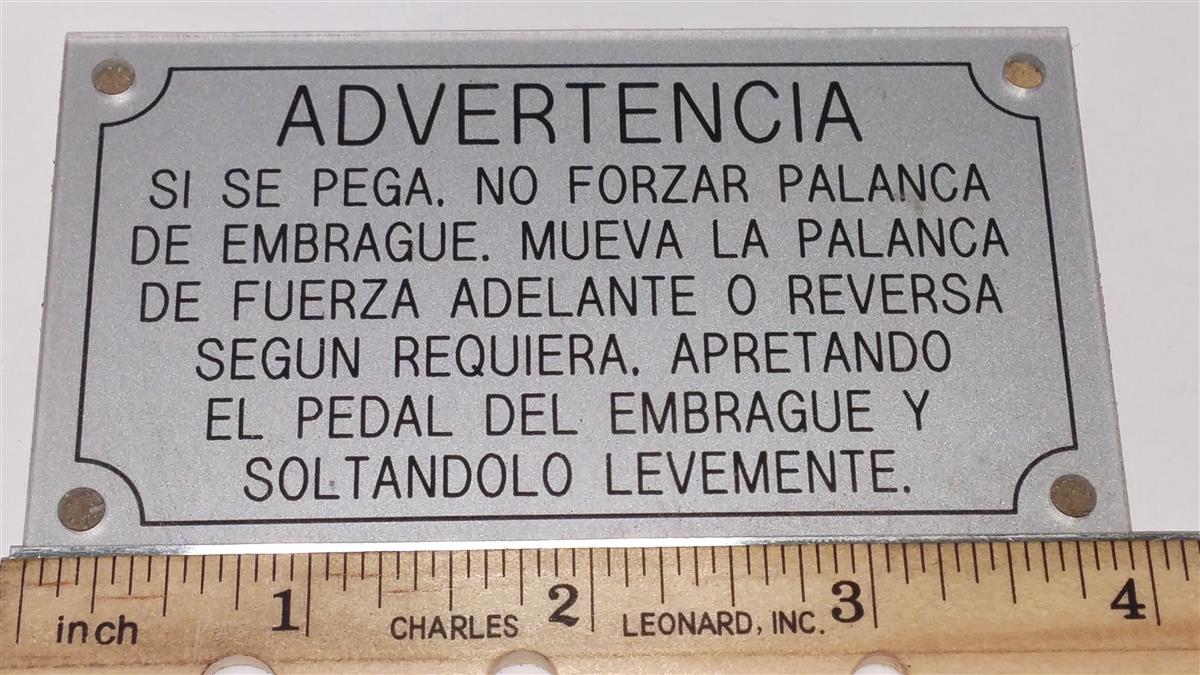 ADVERTENCIA
SI SE PEGA. NO FORZAR PALANCA
DE EMBRAGUE. MUEVA LA PALANCA
DE FUERZA ADELANTE O REVERSA
SEGUN REQUIERA. APRETANDO
EL PEDAL DEL EMBRAGUE Y
SOLTANDOLO LEVEMENTE.
1 2 3 4
inch CHARLES LEONARD, INC.